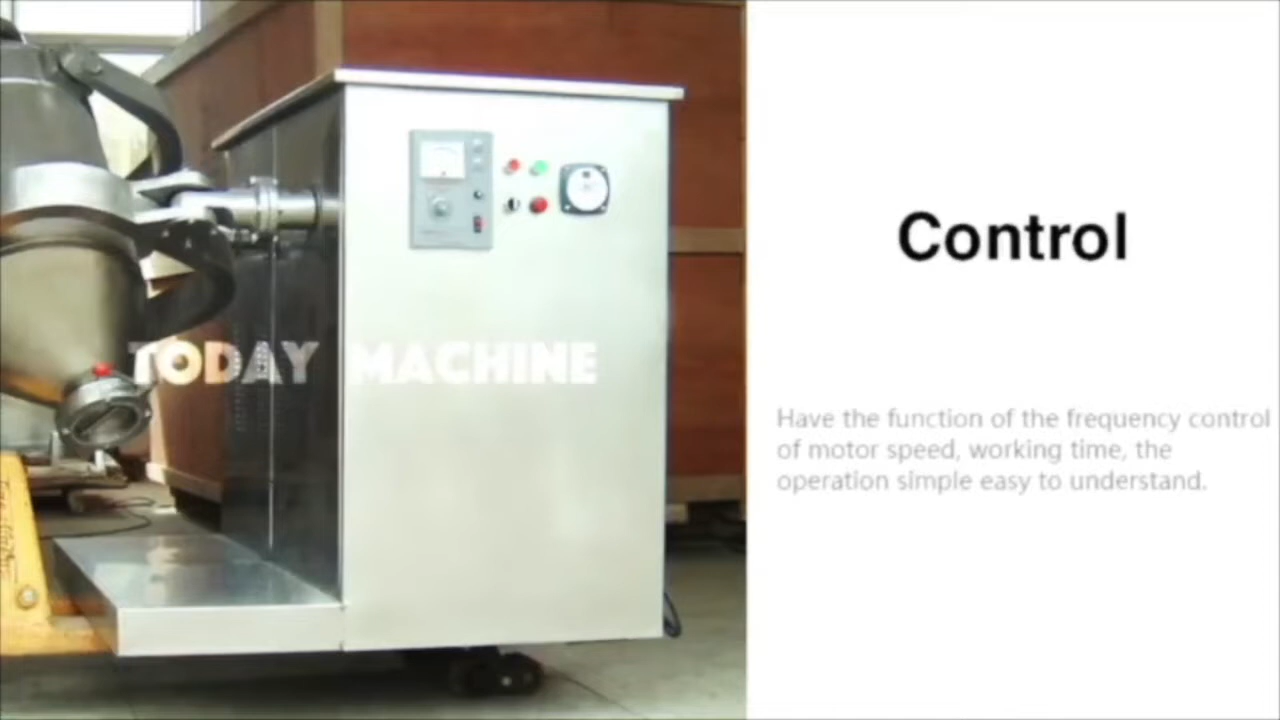 TODAY MACHINE
Control
Have the function of the frequency control
of motor speed, working time, the
operation simple easy to understand.